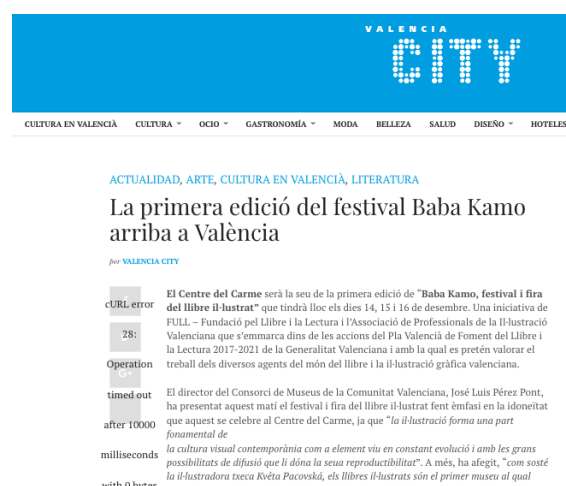 VALENCIA
CITY
CULTURA EN VALENCIÀ CULTURA OCIO GASTRONOMÍA MODA BELLEZA SALUD DISEÑO HOTELES
ACTUALIDAD, ARTE, CULTURA EN VALENCIÀ, LITERATURA
La primera edició del festival Baba Kamo
arriba a València
por VALENCIA CITY
cURL error
28:
Operation
timed out
after 10000
milliseconds
with 0 bytes
El Centre del Carme serà la seu de la primera edició de “Baba Kamo, festival i fira
del llibre il·lustrat” que tindrà lloc els dies 14, 15 i 16 de desembre. Una iniciativa de
FULL – Fundació pel Llibre i la Lectura i l’Associació de Professionals de la Il·lustració
Valenciana que s’emmarca dins de les accions del Pla Valencià de Foment del Llibre i
la Lectura 2017-2021 de la Generalitat Valenciana i amb la qual es pretén valorar el
treball dels diversos agents del món del llibre i la il·lustració gràfica valenciana.
El director del Consorci de Museus de la Comunitat Valenciana, José Luis Pérez Pont,
ha presentat aquest matí el festival i fira del llibre il·lustrat fent èmfasi en la idoneïtat
que aquest se celebre al Centre del Carme, ja que “la il·lustració forma una part
fonamental de
la cultura visual contemporània com a element viu en constant evolució i amb les grans
possibilitats de difusió que li dóna la seua reproductibilitat”. A més, ha afegit, “com sosté
la il·lustradora txeca Květa Pacovská, els llibres il·lustrats són el primer museu al qual